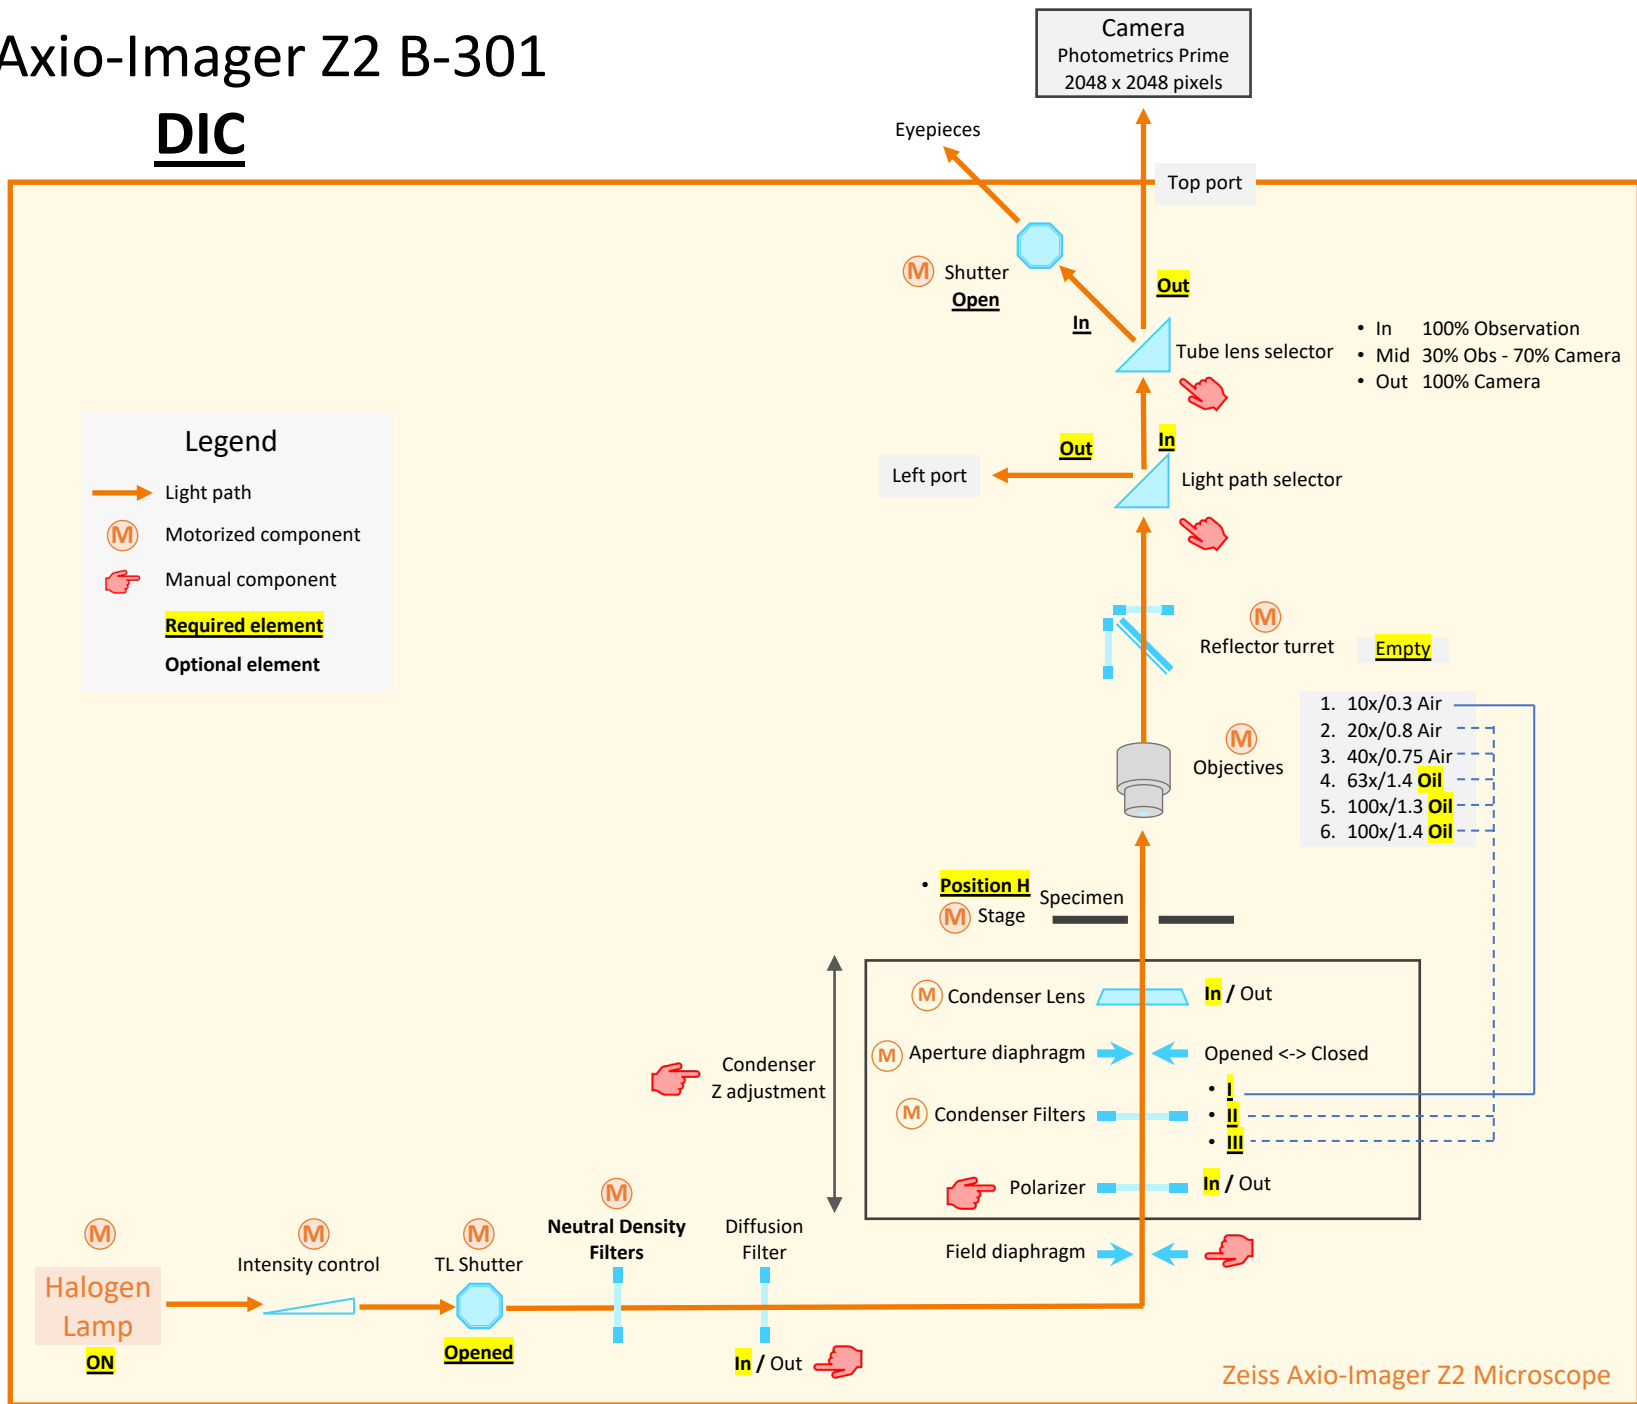 Axio-Imager Z2 B-301
DIC
Camera
Photometrics Prime
2048 x 2048 pixels
Eyepieces
Top port
M Shutter
Open
Out
In
Tube lens selector
• In 100% Observation
• Mid 30% Obs - 70% Camera
• Out 100% Camera
Legend
Light path
M Motorized component
Manual component
Required element
Optional element
Out
In
Left port
Light path selector
M
Reflector turret
Empty
M
Objectives
1. 10x/0.3 Air
2. 20x/0.8 Air
3. 40x/0.75 Air
4. 63x/1.4 Oil
5. 100x/1.3 Oil
6. 100x/1.4 Oil
• Position H
Specimen
M Stage
M Condenser Lens
In / Out
M Aperture diaphragm
Opened <-> Closed
Condenser
Z adjustment
M Condenser Filters
• I
• II
• III
Polarizer
In / Out
Field diaphragm
M
Halogen
Lamp
ON
M
Intensity control
M
TL Shutter
Opened
M
Neutral Density
Filters
Diffusion
Filter
In / Out
Zeiss Axio-Imager Z2 Microscope